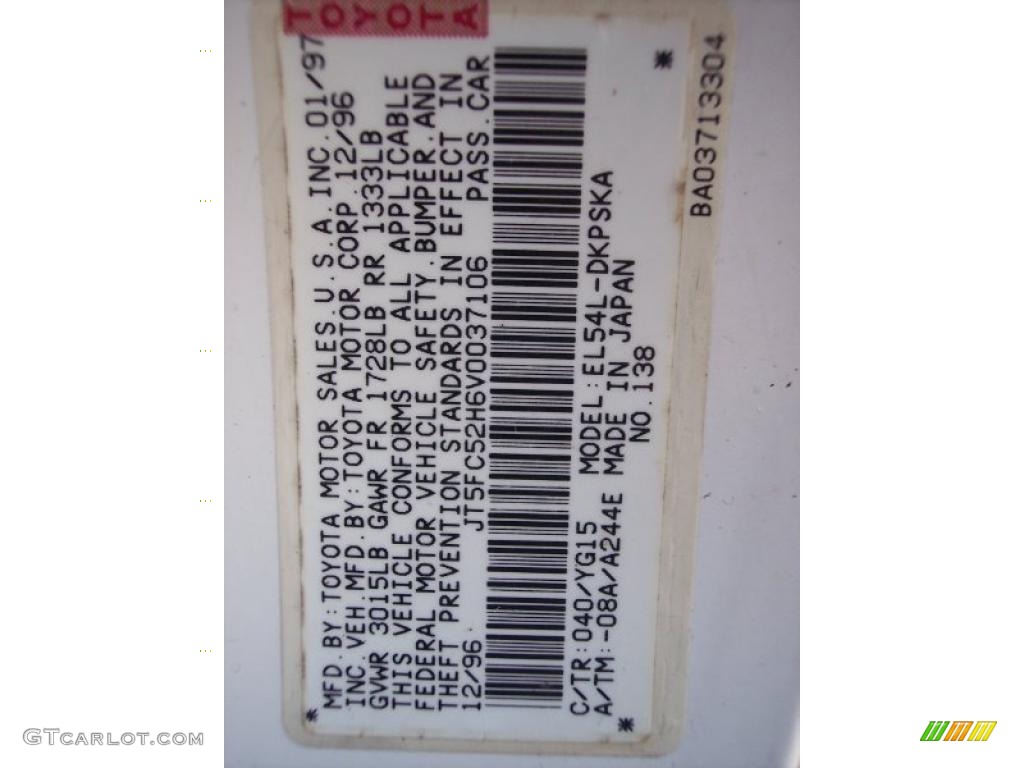 TOYOTA
MFD.BY:TOYOTA MOTOR SALES.U.S.A.INC.01/97
INC.VEH.MFD.BY:TOYOTA MOTOR CORP.12/96
GVWR 3015LB GAWR FR 1728LB RR 1333LB
THIS VEHICLE CONFORMS TO ALL APPLICABLE
FEDERAL MOTOR VEHICLE SAFETY.BUMPER.AND
THEFT PREVENTION STANDARDS IN EFFECT IN
12/96 JT5FC52H6V0037106 PASS.CAR
C/TR:040/YG15 MODEL:EL54L-DKPSKA
A/TM:-08A/A244E MADE IN JAPAN
NO.138
BA03713304
GTCARLOT.COM